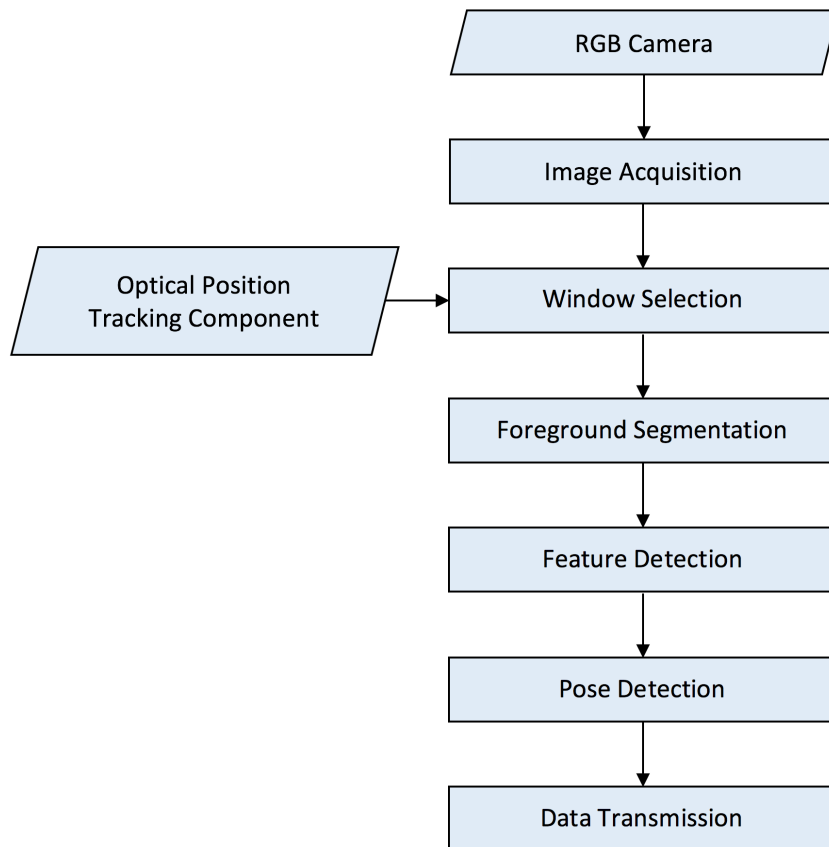 RGB Camera
Image Acquisition
Optical Position
Tracking Component
Window Selection
Foreground Segmentation
Feature Detection
Pose Detection
Data Transmission